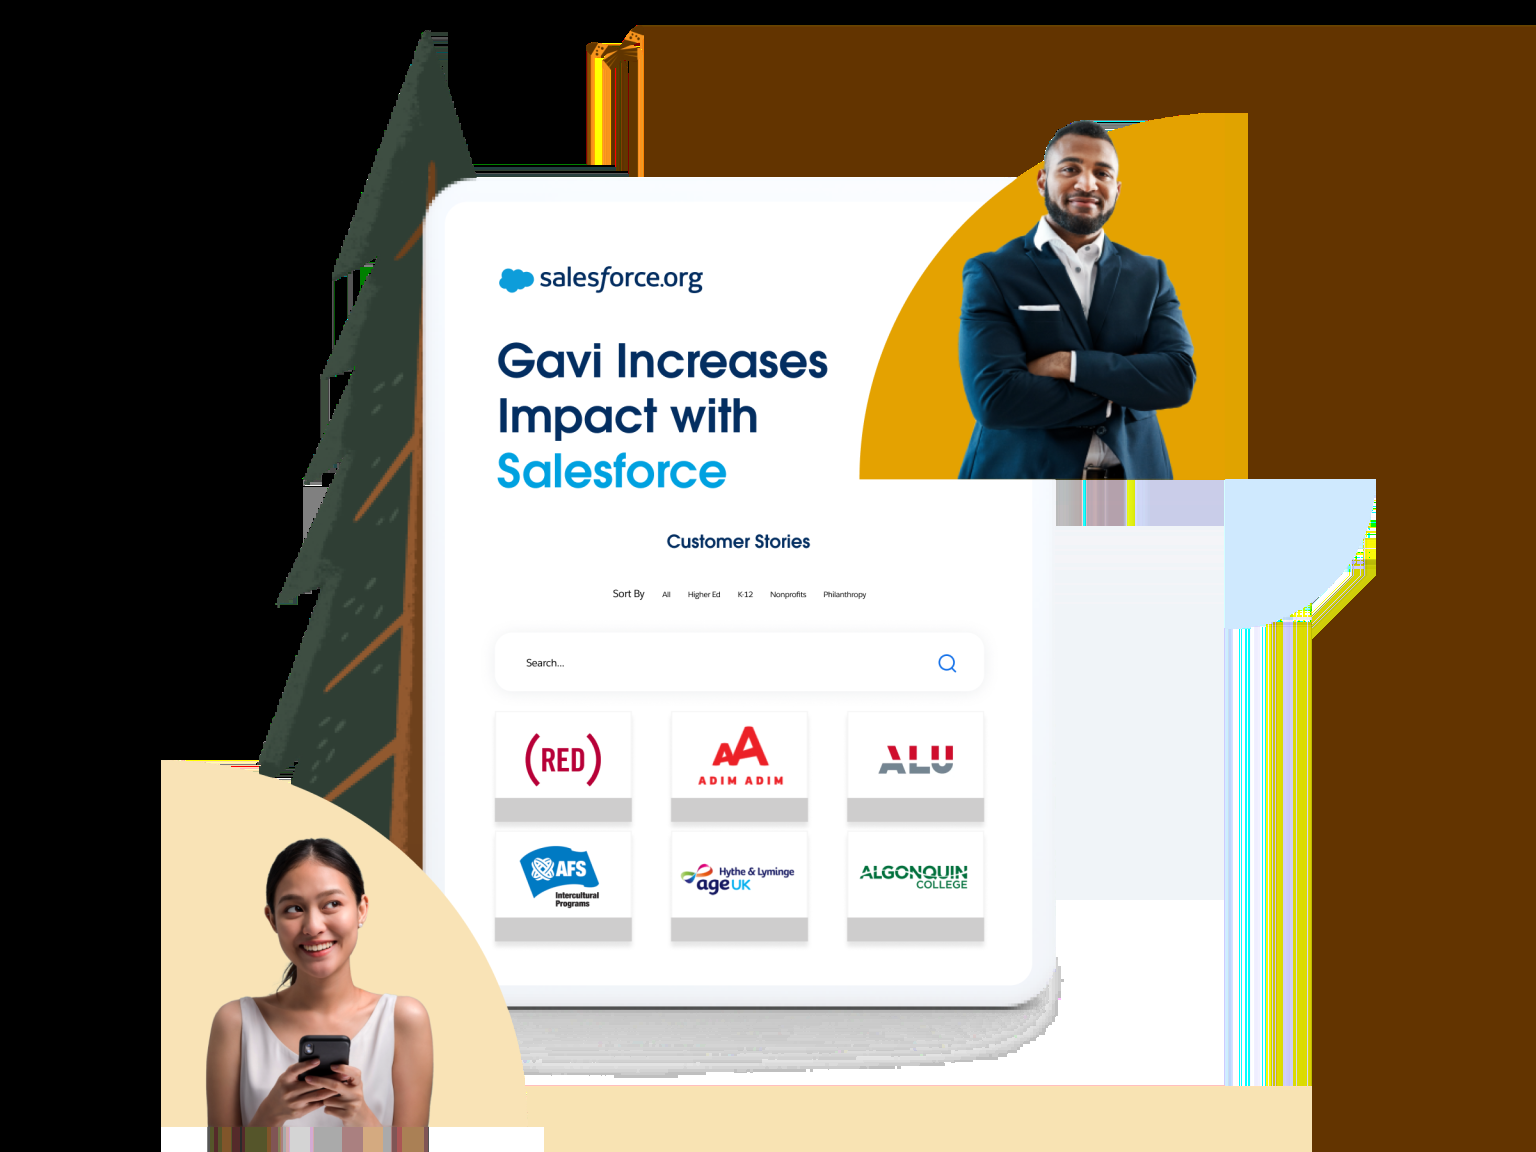 salesforce.org
Gavi Increases
Impact with
Salesforce
Customer Stories
Sort By All Higher Ed K-12 Nonprofits Philanthropy
Search...
(RED)
AA
ADIM ADIM
ALU
AFS
Intercultural
Programs
Hythe & Lyminge
age UK
ALGONQUIN
COLLEGE